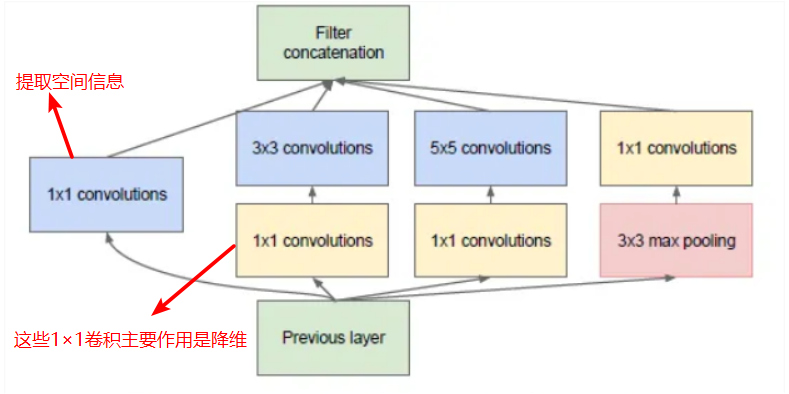 Filter
concatenation
提取空间信息
3x3 convolutions
5x5 convolutions
1x1 convolutions
1x1 convolutions
1x1 convolutions
1x1 convolutions
3x3 max pooling
这些1×1卷积主要作用是降维
Previous layer